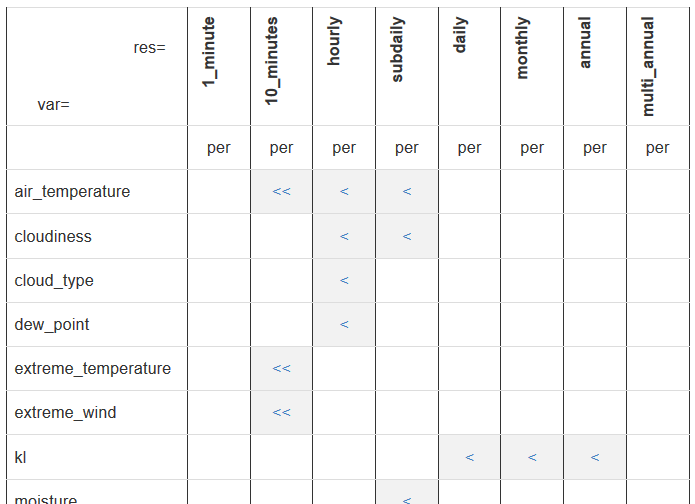 res= 1_minute 10_minutes hourly subdaily daily monthly annual multi_annual
var=
per per per per per per per per
air_temperature << < <
cloudiness < <
cloud_type <
dew_point <
extreme_temperature <<
extreme_wind <<
kl < < <
moisture <